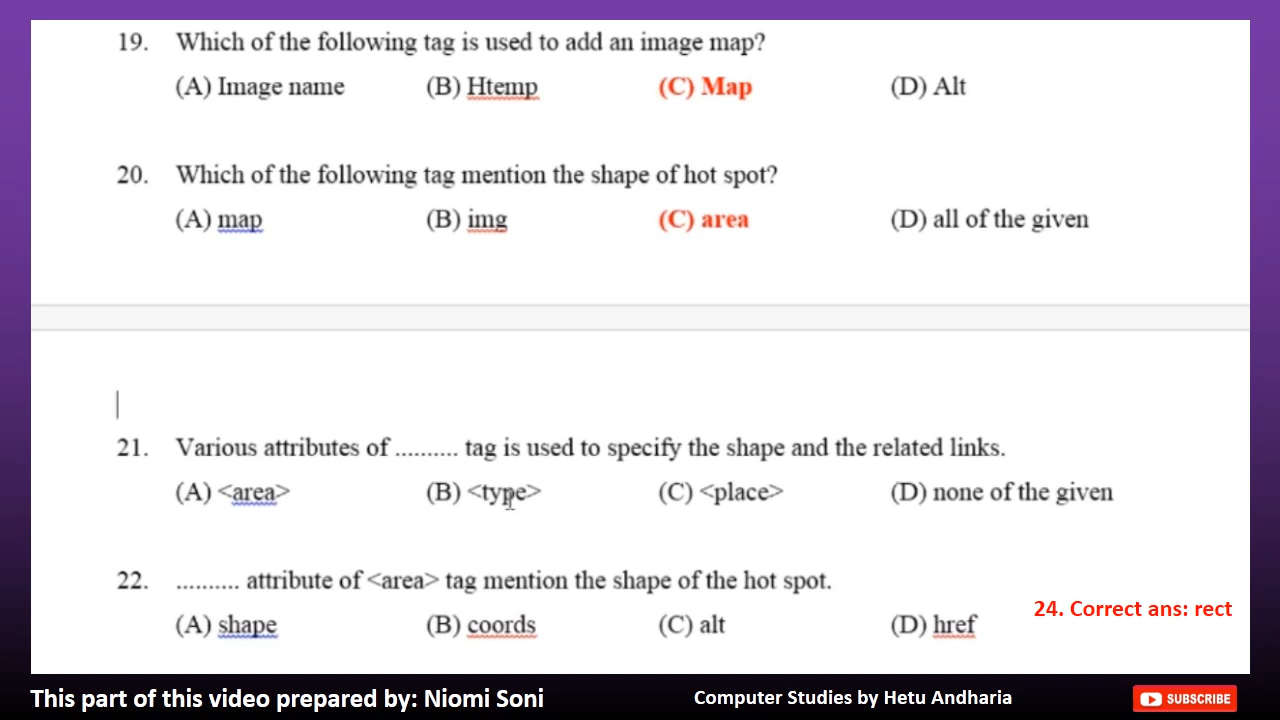 19. Which of the following tag is used to add an image map?
(A) Image name (B) Htemp (C) Map (D) Alt
20. Which of the following tag mention the shape of hot spot?
(A) map (B) img (C) area (D) all of the given
21. Various attributes of .......... tag is used to specify the shape and the related links.
(A) <area> (B) <type> (C) <place> (D) none of the given
22. .......... attribute of <area> tag mention the shape of the hot spot.
(A) shape (B) coords (C) alt (D) href
24. Correct ans: rect
This part of this video prepared by: Niomi Soni
Computer Studies by Hetu Andharia
SUBSCRIBE